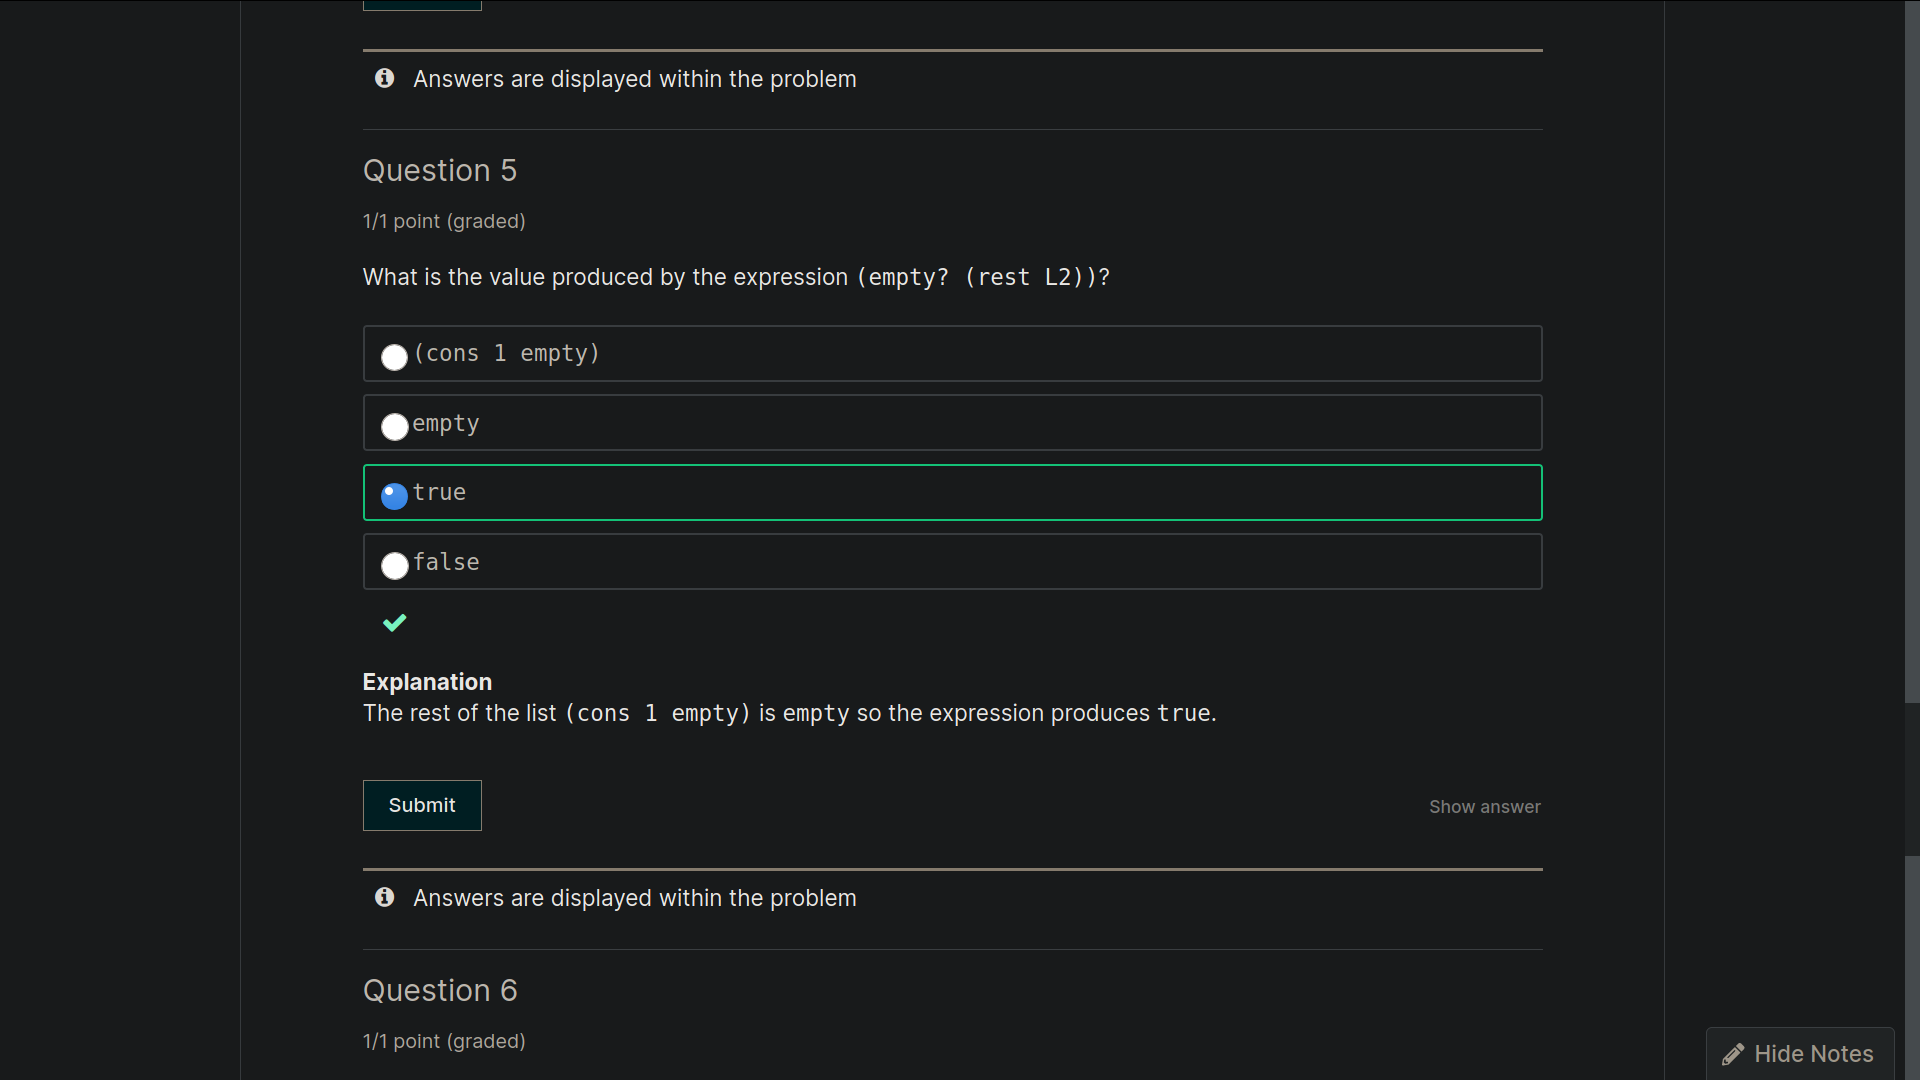 Answers are displayed within the problem
Question 5
1/1 point (graded)
What is the value produced by the expression (empty? (rest L2))?
(cons 1 empty)
empty
true
false
Explanation
The rest of the list (cons 1 empty) is empty so the expression produces true.
Submit
Show answer
Answers are displayed within the problem
Question 6
1/1 point (graded)
Hide Notes